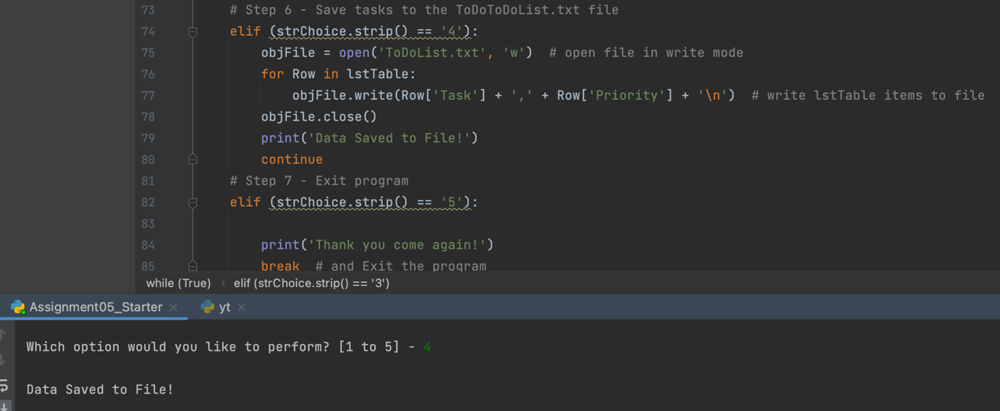 73 # Step 6 - Save tasks to the ToDoToDoList.txt file
74 elif (strChoice.strip() == '4'):
75 objFile = open('ToDoList.txt', 'w')  # open file in write mode
76 for Row in lstTable:
77 objFile.write(Row['Task'] + ',' + Row['Priority'] + '\n')  # write lstTable items to file
78 objFile.close()
79 print('Data Saved to File!')
80 continue
81 # Step 7 - Exit program
82 elif (strChoice.strip() == '5'):
83
84 print('Thank you come again!')
85 break  # and Exit the program
while (True) › elif (strChoice.strip() == '3')
Assignment05_Starter × yt ×
Which option would you like to perform? [1 to 5] - 4
Data Saved to File!